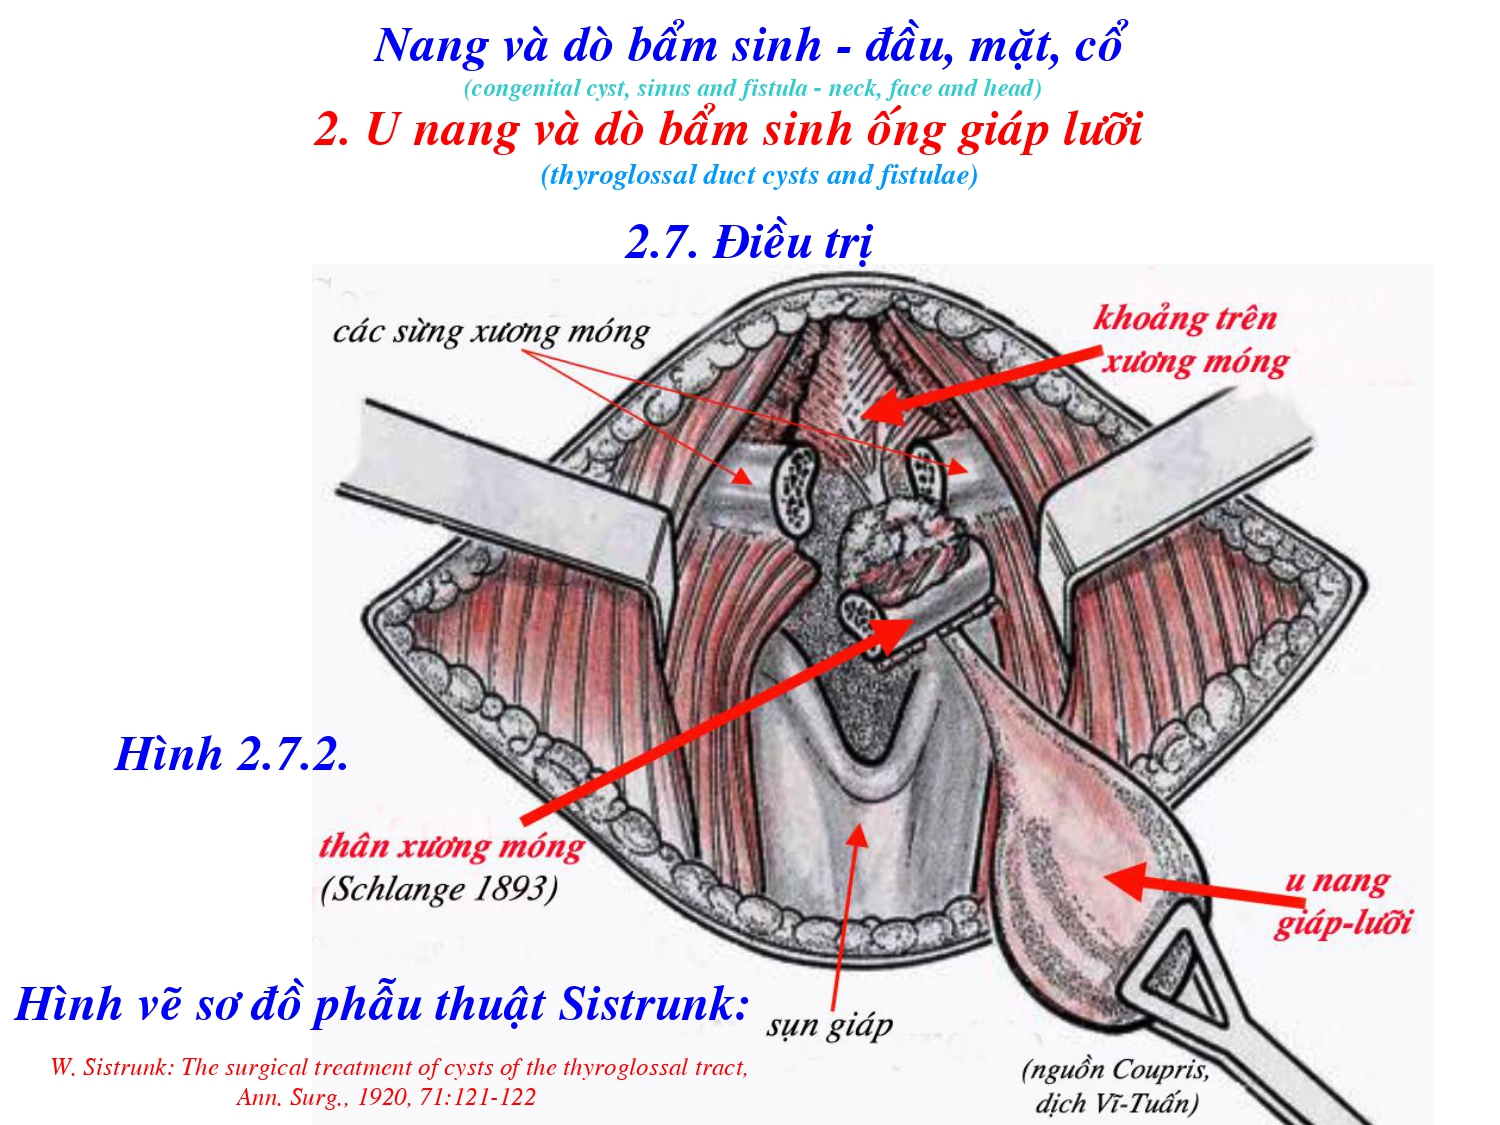 Nang và dò bẩm sinh - đầu, mặt, cổ
(congenital cyst, sinus and fistula - neck, face and head)
2. U nang và dò bẩm sinh ống giáp lưỡi
(thyroglossal duct cysts and fistulae)
2.7. Điều trị
các sừng xương móng
khoảng trên
xương móng
Hình 2.7.2.
thân xương móng
(Schlange 1893)
u nang
giáp-lưỡi
Hình vẽ sơ đồ phẫu thuật Sistrunk:
sụn giáp
W. Sistrunk: The surgical treatment of cysts of the thyroglossal tract,
Ann. Surg., 1920, 71:121-122
(nguồn Coupris,
dịch Vĩ-Tuấn)